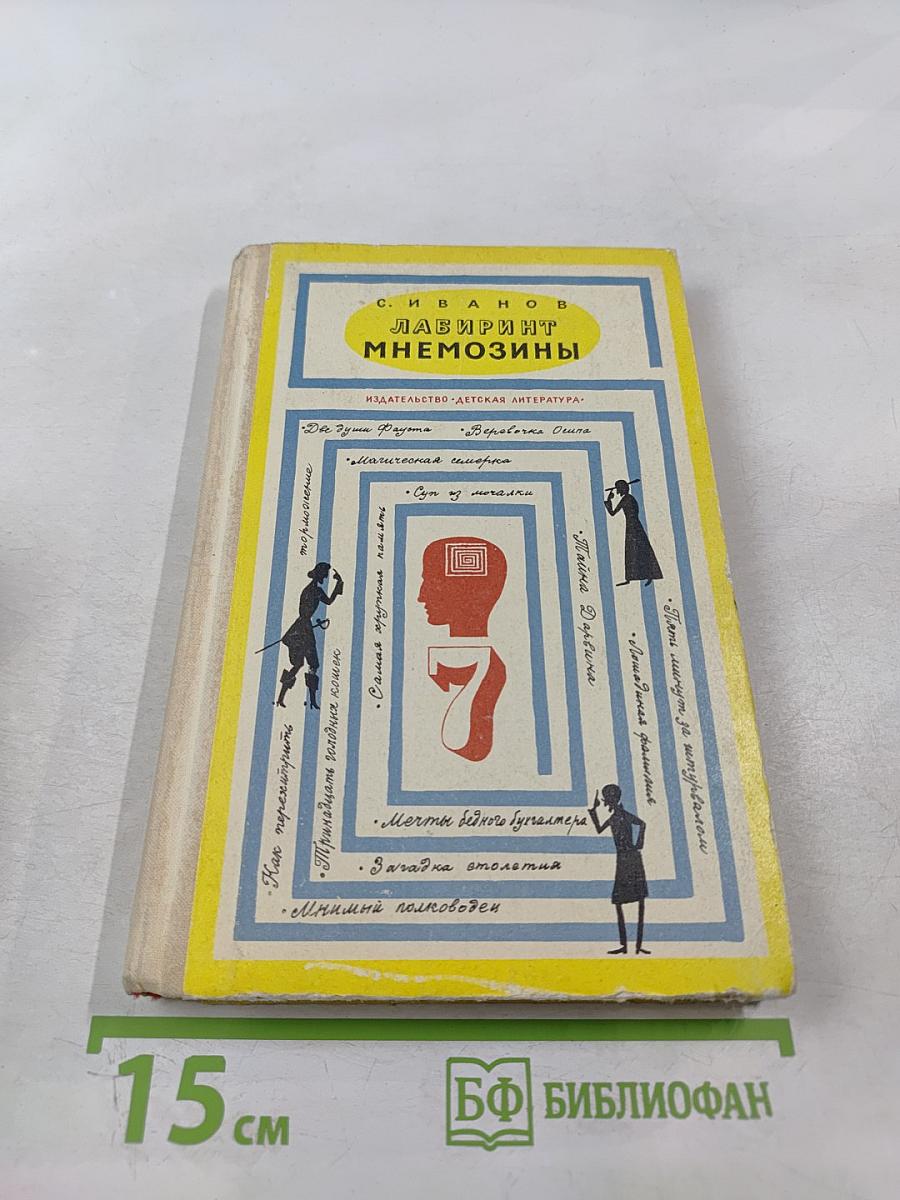 С. ИВАНОВ
ЛАБИРИНТ
МНЕМОЗИНЫ
ИЗДАТЕЛЬСТВО «ДЕТСКАЯ ЛИТЕРАТУРА»
• Две души Фауста
• Веревочка Осипа
• Магическая семерка
• Суп из мочалки
• Самая хрупкая память
• Тайна Дарвина
• Лошадиная фамилия
• Пять минут за штурвалом
• Как перехитрить торможение
• Тринадцать голодных кошек
7
• Мечты бедного бухгалтера
• Загадка столетия
• Мнимый полководец
15 см
БФ БИБЛИОФАН